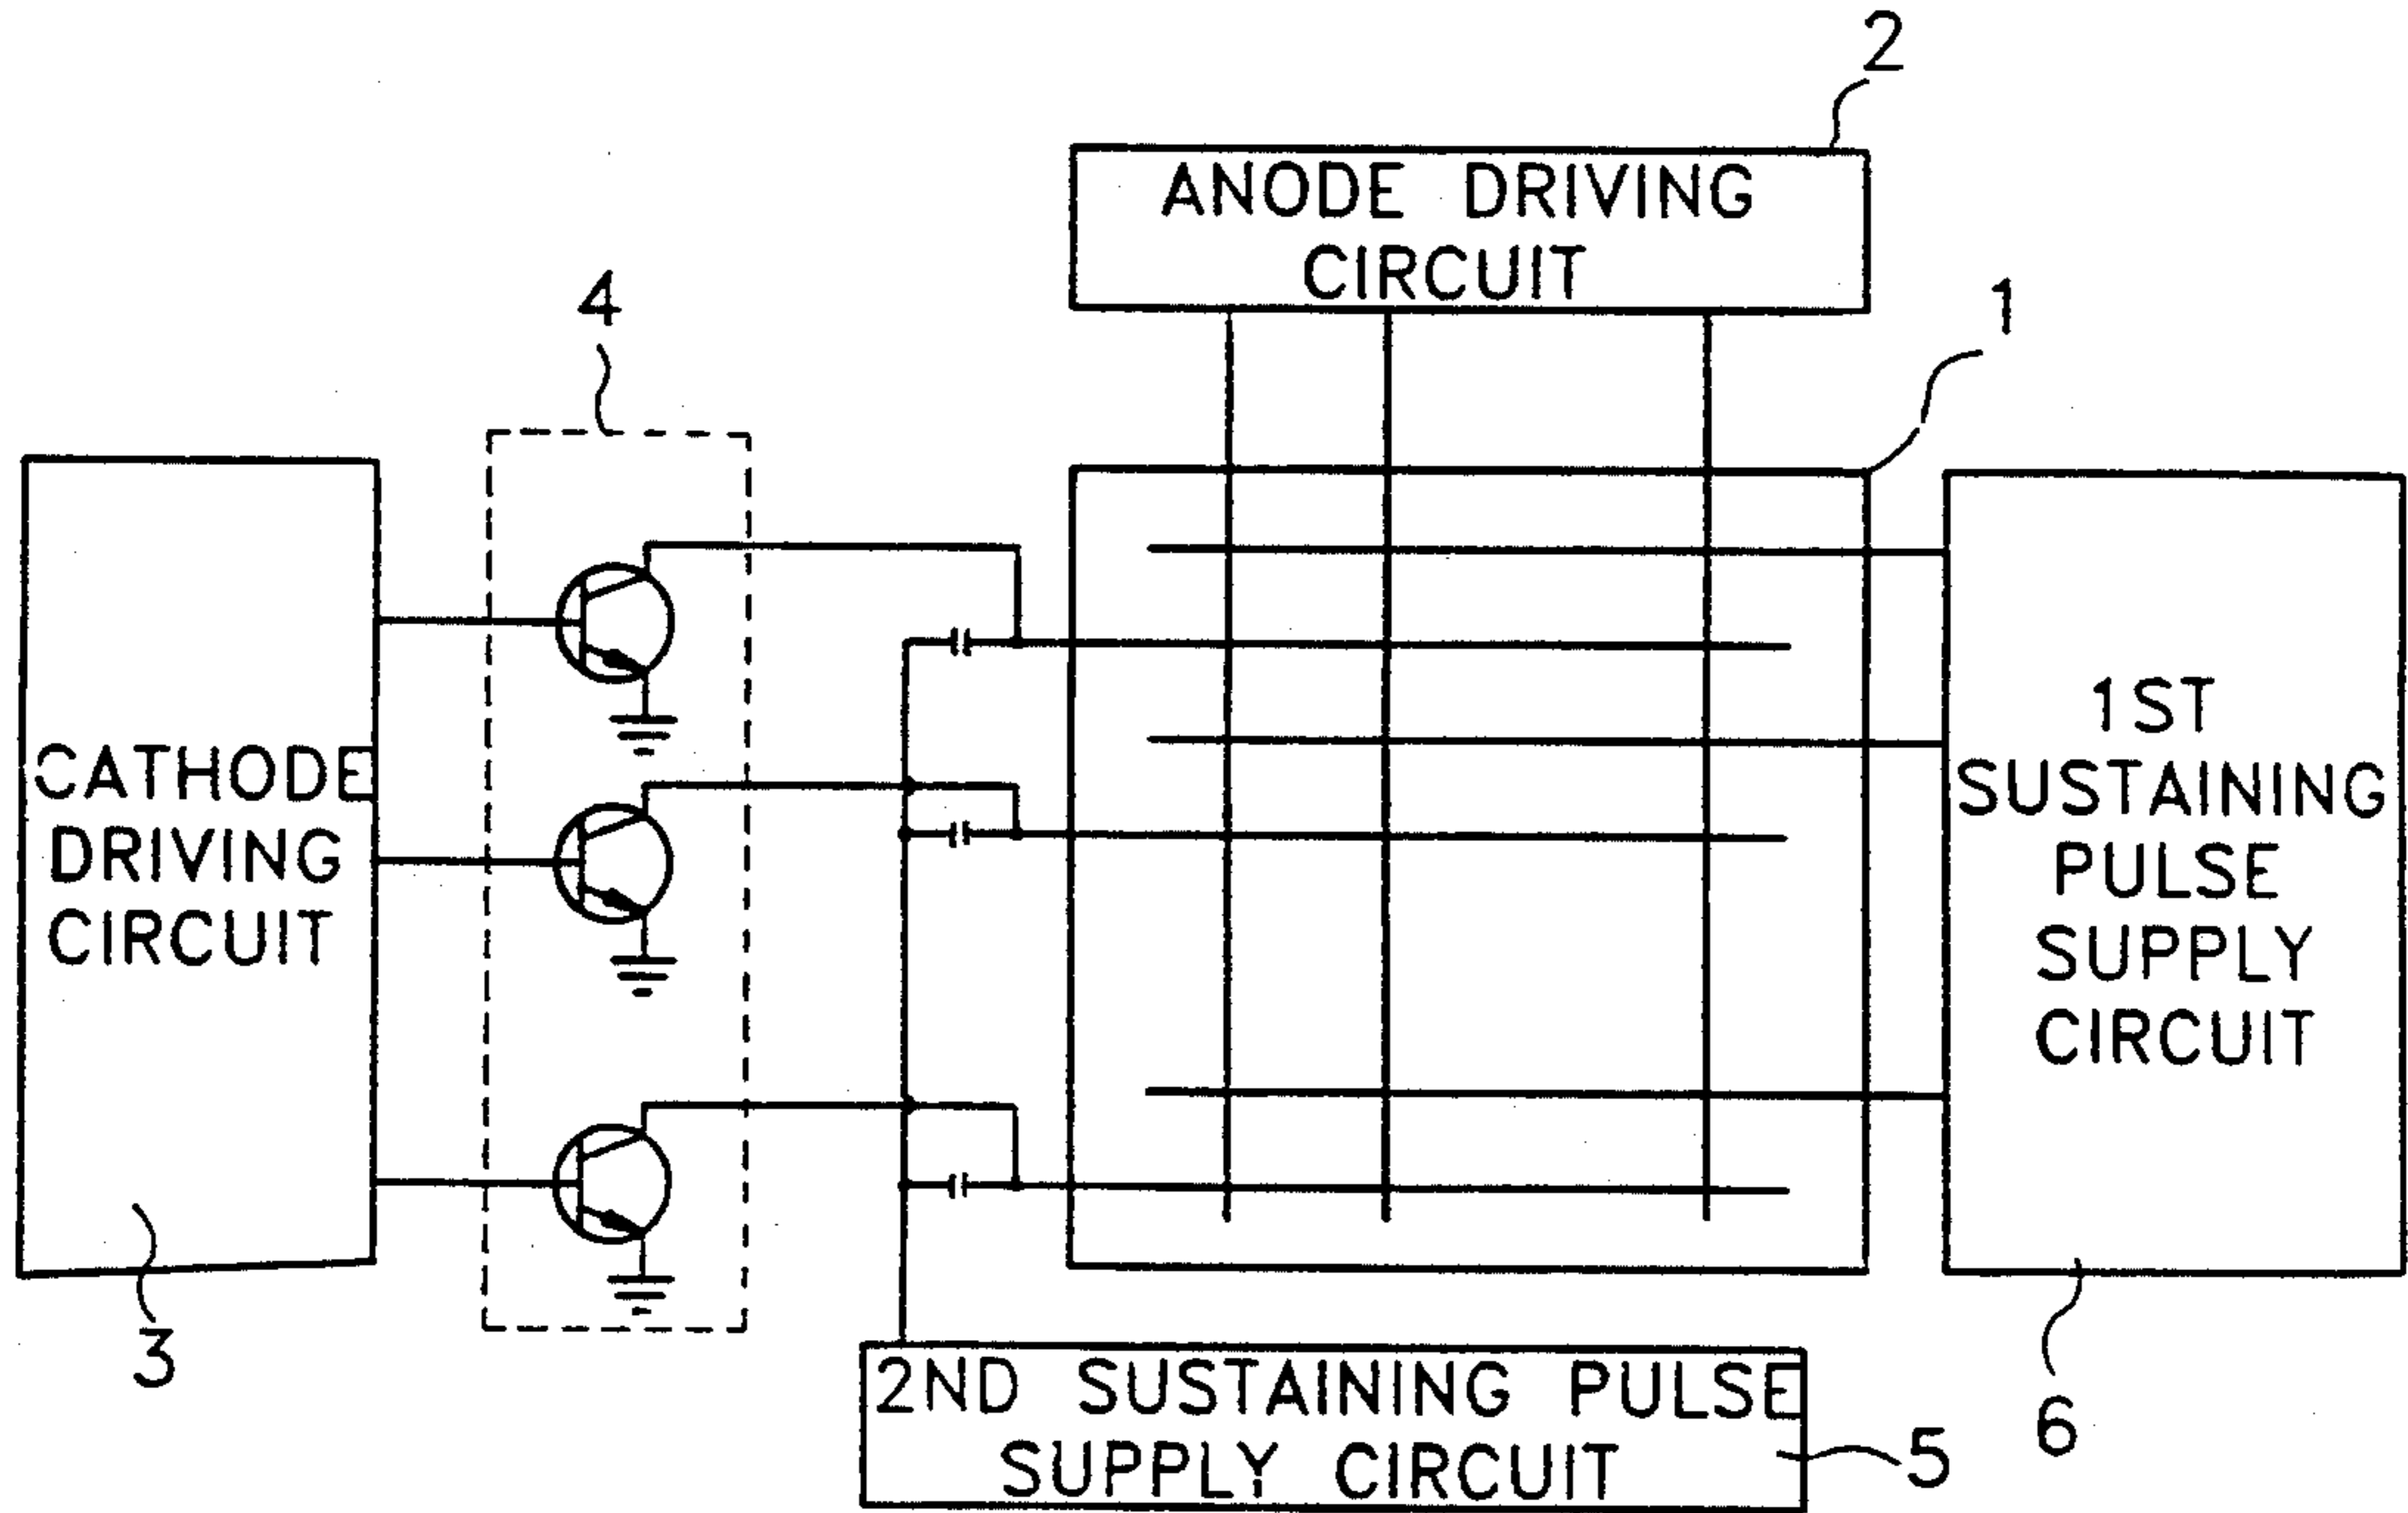 2
ANODE DRIVING
CIRCUIT
1
4
CATHODE
DRIVING
CIRCUIT
1ST
SUSTAINING
PULSE
SUPPLY
CIRCUIT
3
2ND SUSTAINING PULSE
SUPPLY CIRCUIT
5
6